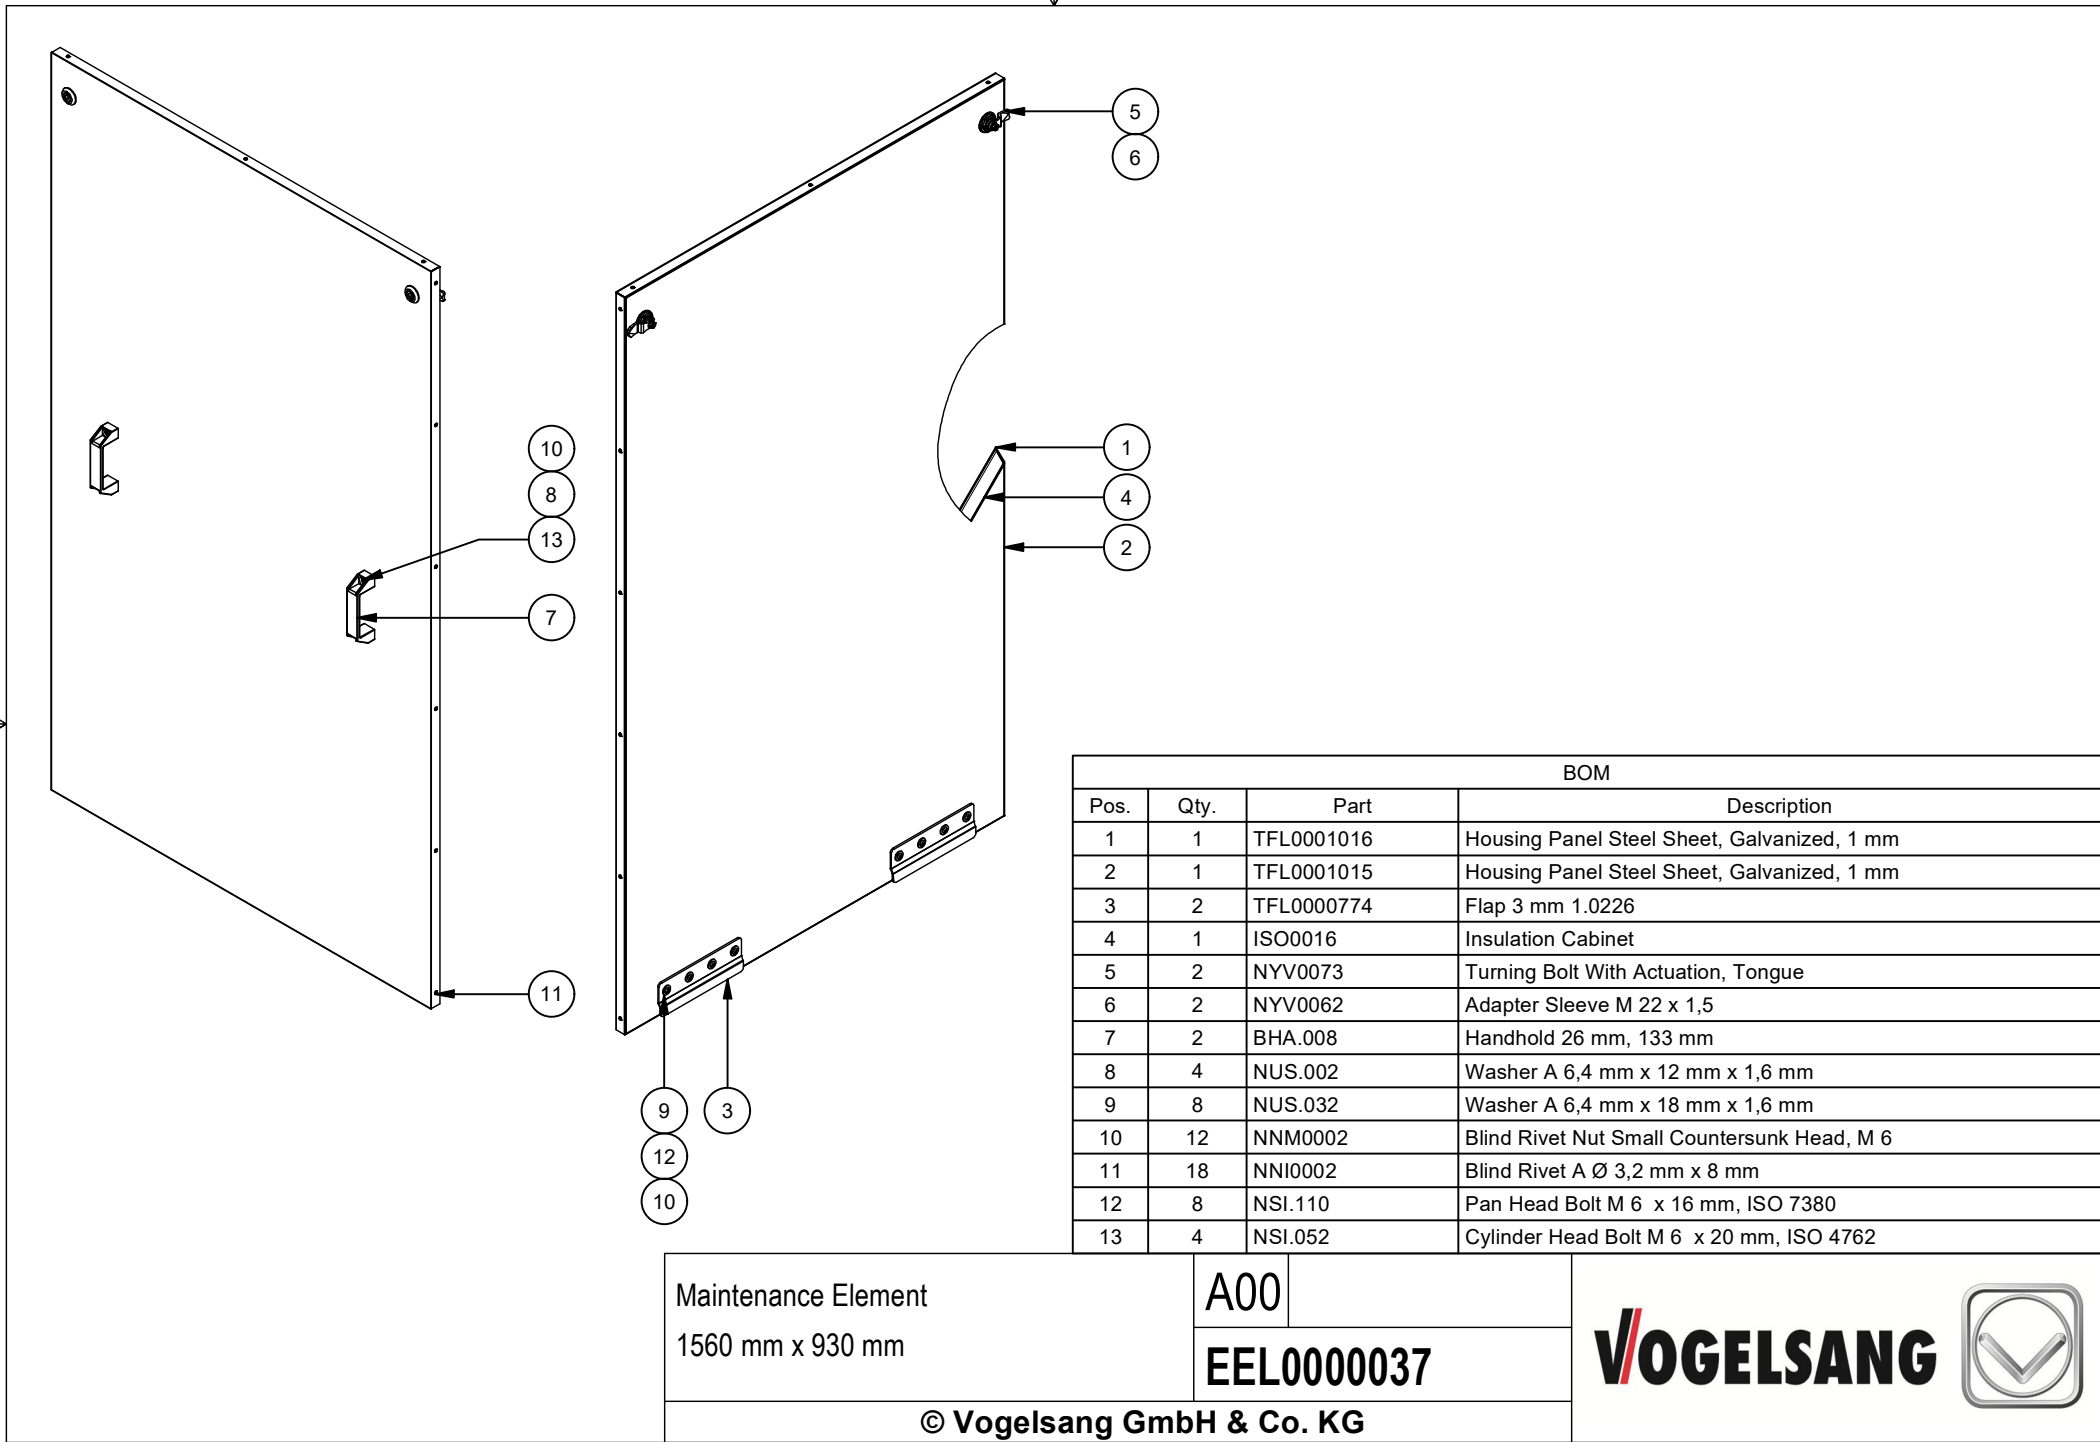 5
6
10
8
13
7
1
4
2
11
9
3
12
10
BOM
Pos. Qty. Part Description
1 1 TFL0001016 Housing Panel Steel Sheet, Galvanized, 1 mm
2 1 TFL0001015 Housing Panel Steel Sheet, Galvanized, 1 mm
3 2 TFL0000774 Flap 3 mm 1.0226
4 1 ISO0016 Insulation Cabinet
5 2 NYV0073 Turning Bolt With Actuation, Tongue
6 2 NYV0062 Adapter Sleeve M 22 x 1,5
7 2 BHA.008 Handhold 26 mm, 133 mm
8 4 NUS.002 Washer A 6,4 mm x 12 mm x 1,6 mm
9 8 NUS.032 Washer A 6,4 mm x 18 mm x 1,6 mm
10 12 NNM0002 Blind Rivet Nut Small Countersunk Head, M 6
11 18 NNI0002 Blind Rivet A Ø 3,2 mm x 8 mm
12 8 NSI.110 Pan Head Bolt M 6 x 16 mm, ISO 7380
13 4 NSI.052 Cylinder Head Bolt M 6 x 20 mm, ISO 4762
Maintenance Element
1560 mm x 930 mm
A00
EEL0000037
© Vogelsang GmbH & Co. KG
VOGELSANG